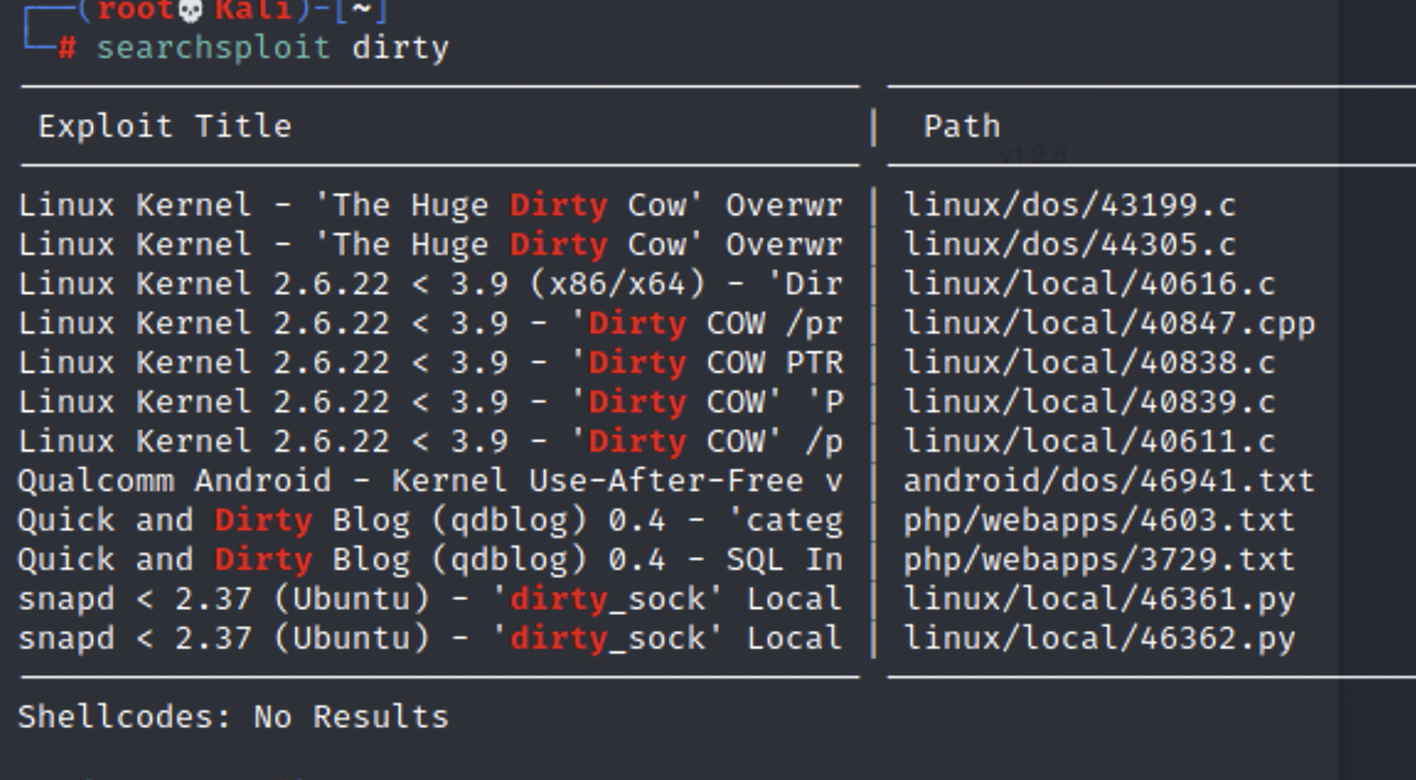 ┌──(root💀Kali)-[~]
└─# searchsploit dirty
Exploit Title | Path
v1.2.8
Linux Kernel - 'The Huge Dirty Cow' Overwr | linux/dos/43199.c
Linux Kernel - 'The Huge Dirty Cow' Overwr | linux/dos/44305.c
Linux Kernel 2.6.22 < 3.9 (x86/x64) - 'Dir | linux/local/40616.c
Linux Kernel 2.6.22 < 3.9 - 'Dirty COW /pr | linux/local/40847.cpp
Linux Kernel 2.6.22 < 3.9 - 'Dirty COW PTR | linux/local/40838.c
Linux Kernel 2.6.22 < 3.9 - 'Dirty COW' 'P | linux/local/40839.c
Linux Kernel 2.6.22 < 3.9 - 'Dirty COW' /p | linux/local/40611.c
Qualcomm Android - Kernel Use-After-Free v | android/dos/46941.txt
Quick and Dirty Blog (qdblog) 0.4 - 'categ | php/webapps/4603.txt
Quick and Dirty Blog (qdblog) 0.4 - SQL In | php/webapps/3729.txt
snapd < 2.37 (Ubuntu) - 'dirty_sock' Local | linux/local/46361.py
snapd < 2.37 (Ubuntu) - 'dirty_sock' Local | linux/local/46362.py
Shellcodes: No Results